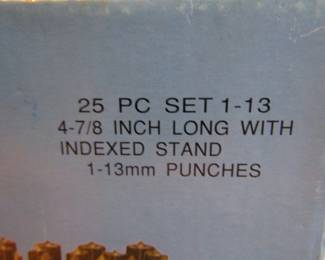 25 PC SET 1-13
4-7/8 INCH LONG WITH
INDEXED STAND
1-13mm PUNCHES